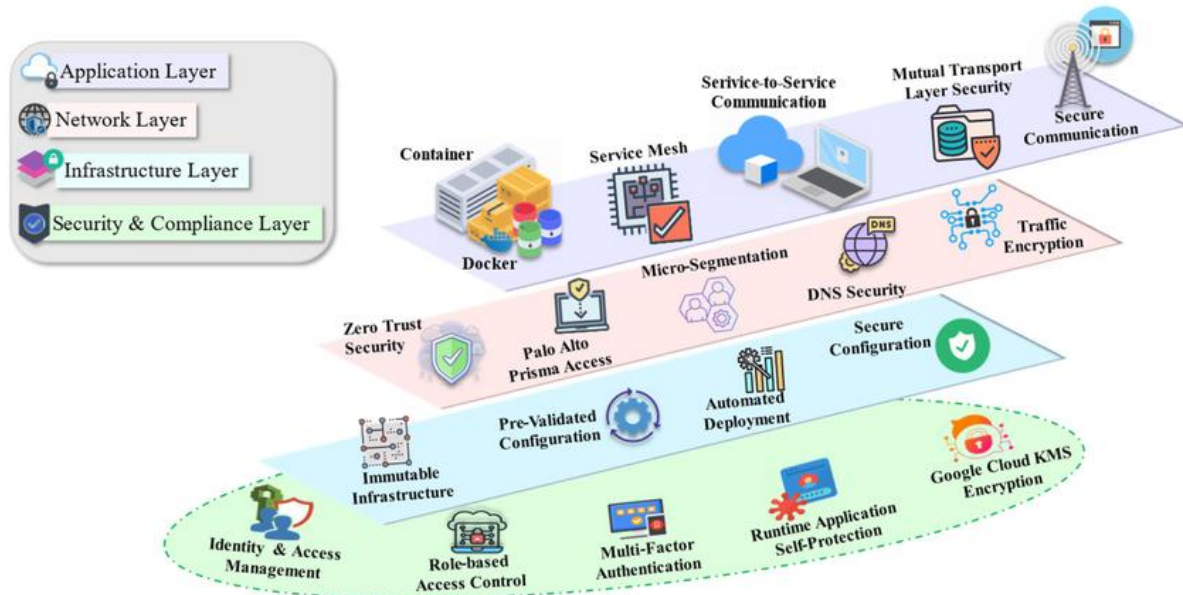 Application Layer
Network Layer
Infrastructure Layer
Security & Compliance Layer
Container
Docker
Service Mesh
Serivice-to-Service
Communication
Mutual Transport
Layer Security
Secure
Communication
Zero Trust
Security
Palo Alto
Prisma Access
Micro-Segmentation
DNS
DNS Security
Traffic
Encryption
Immutable
Infrastructure
Pre-Validated
Configuration
Automated
Deployment
Secure
Configuration
Identity & Access
Management
Role-based
Access Control
Multi-Factor
Authentication
Runtime Application
Self-Protection
Google Cloud KMS
Encryption